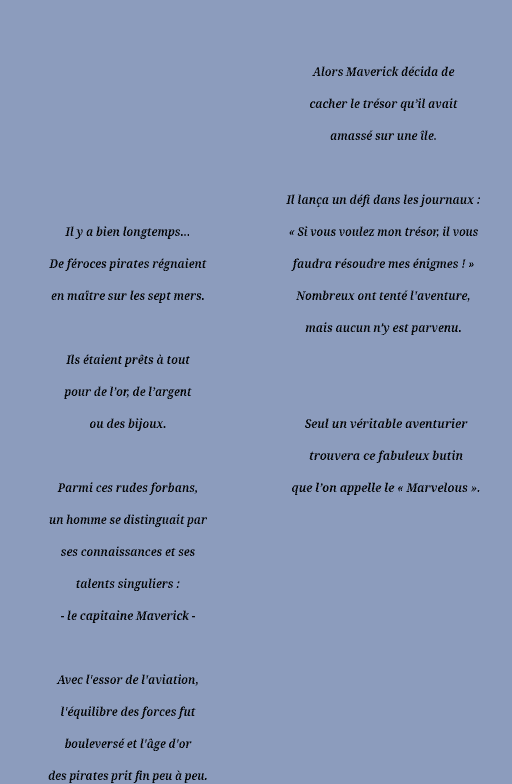 Il y a bien longtemps...
De féroces pirates régnaient
en maître sur les sept mers.
Ils étaient prêts à tout
pour de l'or, de l'argent
ou des bijoux.
Parmi ces rudes forbans,
un homme se distinguait par
ses connaissances et ses
talents singuliers :
- le capitaine Maverick -
Avec l'essor de l'aviation,
l'équilibre des forces fut
bouleversé et l'âge d'or
des pirates prit fin peu à peu.
Alors Maverick décida de
cacher le trésor qu'il avait
amassé sur une île.
Il lança un défi dans les journaux :
« Si vous voulez mon trésor, il vous
faudra résoudre mes énigmes ! »
Nombreux ont tenté l'aventure,
mais aucun n'y est parvenu.
Seul un véritable aventurier
trouvera ce fabuleux butin
que l'on appelle le « Marvelous ».